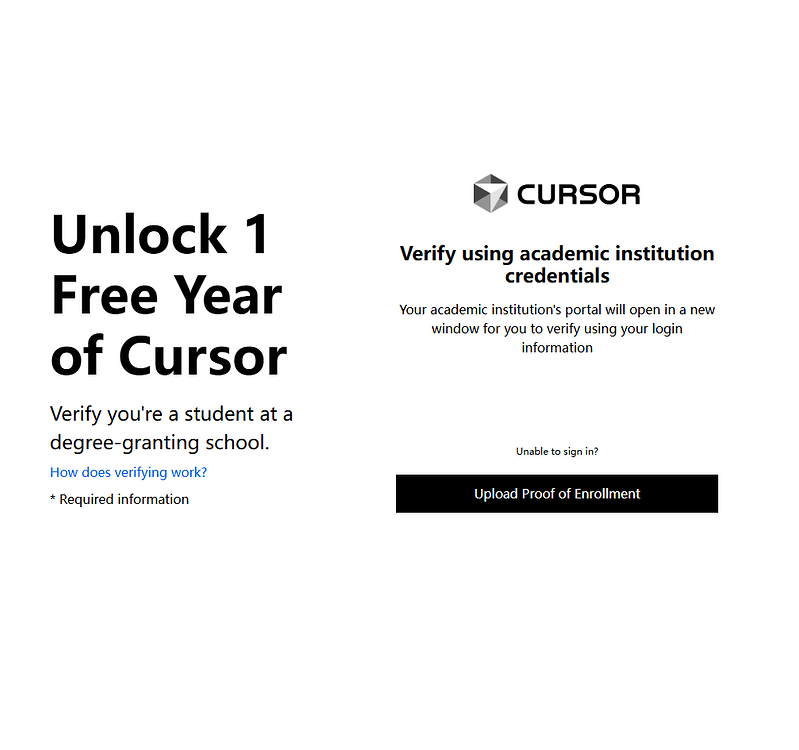 Unlock 1
Free Year
of Cursor
Verify you're a student at a
degree-granting school.
How does verifying work?
* Required information
CURSOR
Verify using academic institution
credentials
Your academic institution's portal will open in a new
window for you to verify using your login
information
Unable to sign in?
Upload Proof of Enrollment